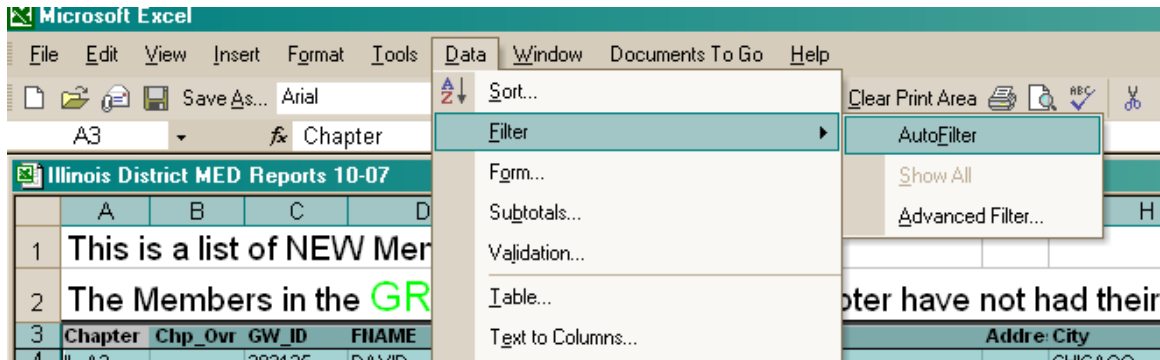 Microsoft Excel
File Edit View Insert Format Tools Data Window Documents To Go Help
Save As... Arial Sort... Clear Print Area ABC
A3 fx Chapter Filter AutoFilter
Illinois District MED Reports 10-07 Form... Show All
A B C D Subtotals... Advanced Filter... H
1 This is a list of NEW Mem Validation...
2 The Members in the GR Table... pter have not had their
3 Chapter Chp_Ovr GW_ID FNAME Text to Columns... Addre City
4